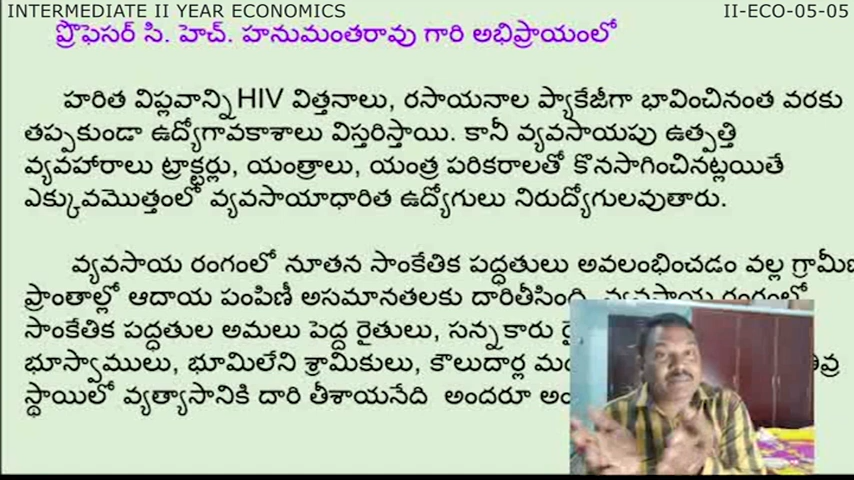 INTERMEDIATE II YEAR ECONOMICS
II-ECO-05-05
ప్రొఫెసర్ సి. హెచ్. హనుమంతరావు గారి అభిప్రాయంలో
హరిత విప్లవాన్ని HIV విత్తనాలు, రసాయనాల ప్యాకేజీగా భావించినంత వరకు
తప్పకుండా ఉద్యోగావకాశాలు విస్తరిస్తాయి. కానీ వ్యవసాయపు ఉత్పత్తి
వ్యవహారాలు ట్రాక్టర్లు, యంత్రాలు, యంత్ర పరికరాలతో కొనసాగించినట్లయితే
ఎక్కువమొత్తంలో వ్యవసాయాధారిత ఉద్యోగులు నిరుద్యోగులవుతారు.
వ్యవసాయ రంగంలో నూతన సాంకేతిక పద్ధతులు అవలంభించడం వల్ల
ప్రాంతాల్లో ఆదాయ పంపిణీ అసమానతలకు దారితీసింది. వ్యవసాయ రంగంలో
సాంకేతిక పద్ధతుల అమలు పెద్ద రైతులు, సన్నకారు
భూస్వాములు, భూమిలేని శ్రామికులు, కౌలుదార్ల
స్థాయిలో వ్యత్యాసానికి దారి తీశాయనేది అందరూ